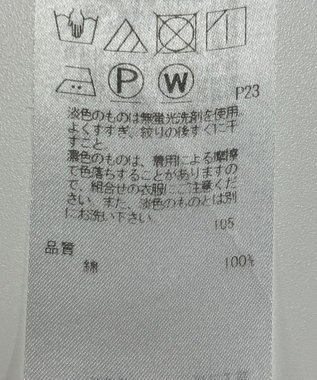 P
W
P23
淡色のものは無蛍光洗剤を使用
よくすすぎ、絞りの後すぐに干
すこと。
濃色のものは、着用による摩擦
で色落ちすることがありますの
で、組合せの衣服にご注意くだ
さい。また、淡色のものとは別
にお洗い下さい。
105
品質
綿 100%